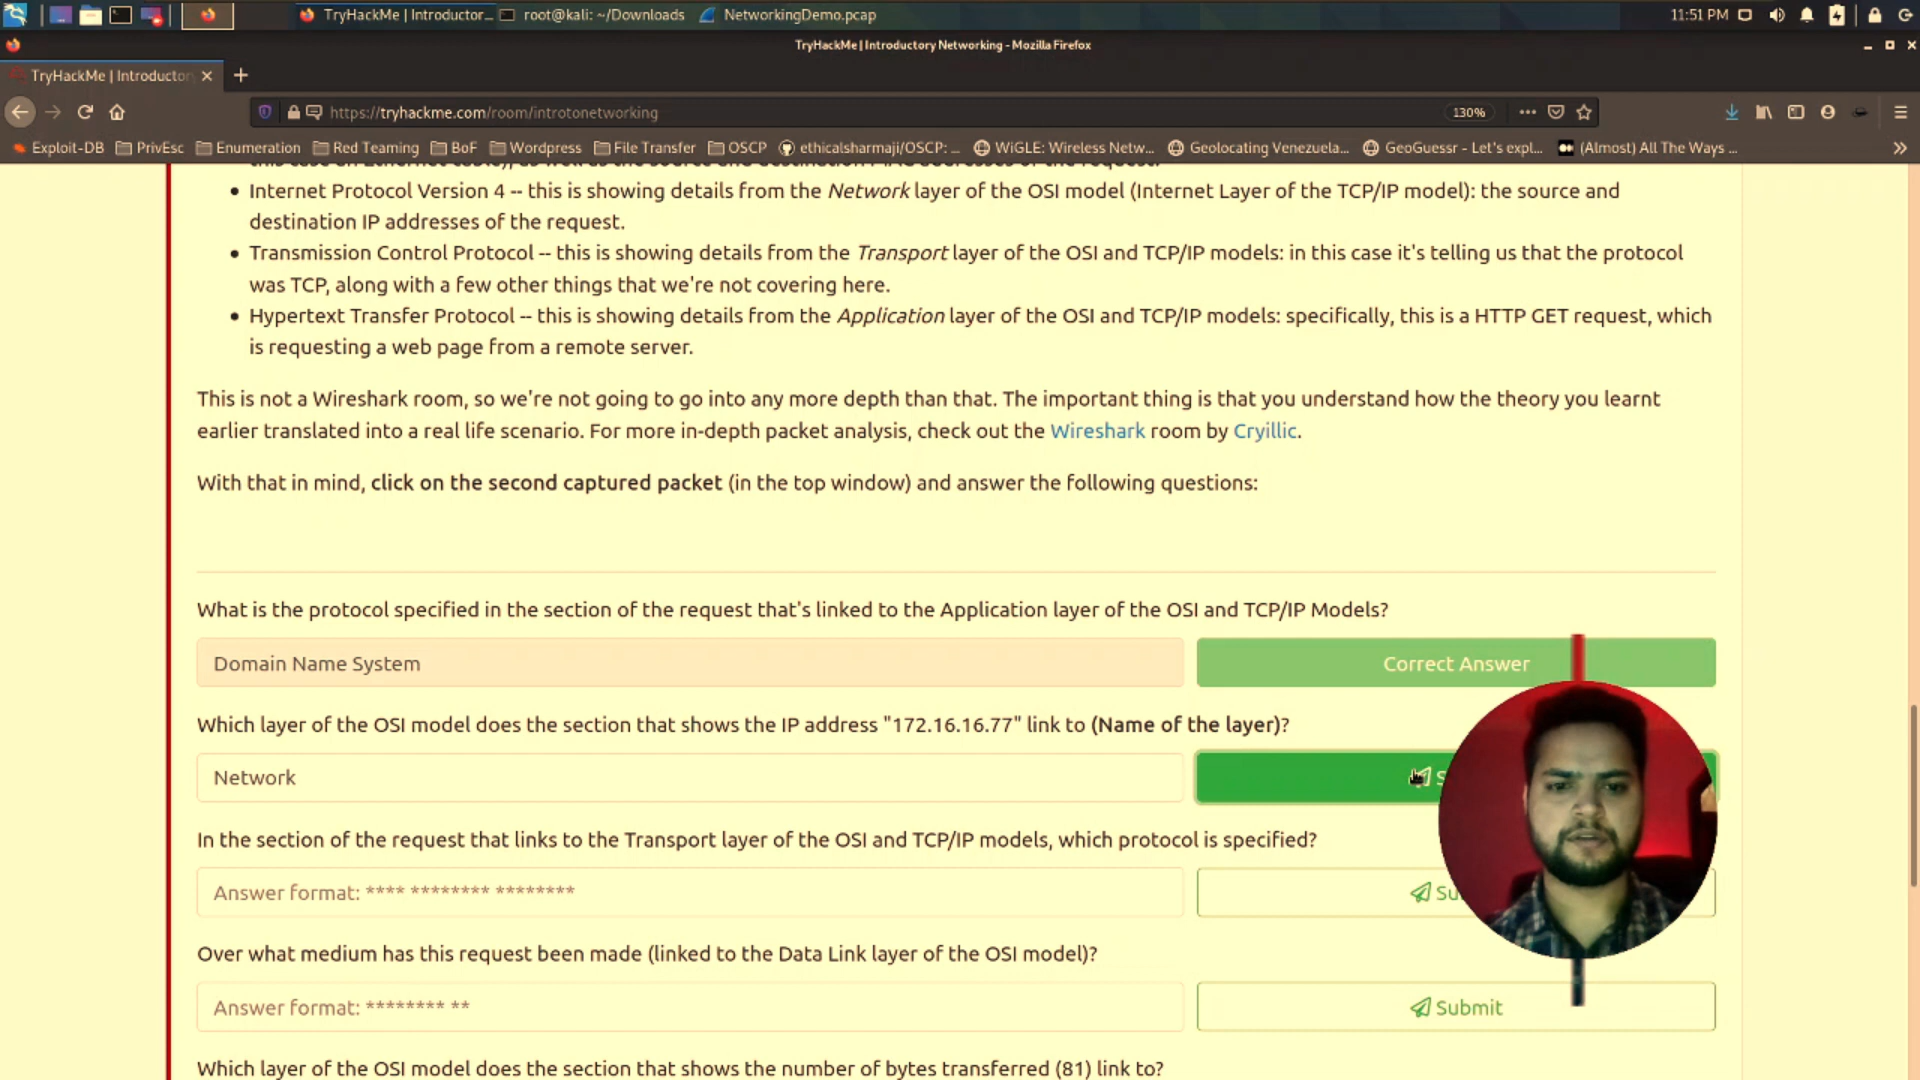 TryHackMe | Introductor...
root@kali: ~/Downloads
NetworkingDemo.pcap
11:51 PM
TryHackMe | Introductory Networking - Mozilla Firefox
TryHackMe | Introductor
https://tryhackme.com/room/introtonetworking
130%
Exploit-DB
PrivEsc
Enumeration
Red Teaming
BoF
Wordpress
File Transfer
OSCP
ethicalsharmaji/OSCP: ...
WiGLE: Wireless Netw...
Geolocating Venezuela...
GeoGuessr - Let's expl...
(Almost) All The Ways ...
Internet Protocol Version 4 -- this is showing details from the Network layer of the OSI model (Internet Layer of the TCP/IP model): the source and
destination IP addresses of the request.
Transmission Control Protocol -- this is showing details from the Transport layer of the OSI and TCP/IP models: in this case it's telling us that the protocol
was TCP, along with a few other things that we're not covering here.
Hypertext Transfer Protocol -- this is showing details from the Application layer of the OSI and TCP/IP models: specifically, this is a HTTP GET request, which
is requesting a web page from a remote server.
This is not a Wireshark room, so we're not going to go into any more depth than that. The important thing is that you understand how the theory you learnt
earlier translated into a real life scenario. For more in-depth packet analysis, check out the Wireshark room by Cryillic.
With that in mind, click on the second captured packet (in the top window) and answer the following questions:
What is the protocol specified in the section of the request that's linked to the Application layer of the OSI and TCP/IP Models?
Domain Name System
Correct Answer
Which layer of the OSI model does the section that shows the IP address "172.16.16.77" link to (Name of the layer)?
Network
In the section of the request that links to the Transport layer of the OSI and TCP/IP models, which protocol is specified?
Answer format: **** ******** ********
Su
Over what medium has this request been made (linked to the Data Link layer of the OSI model)?
Answer format: ******** **
Submit
Which layer of the OSI model does the section that shows the number of bytes transferred (81) link to?